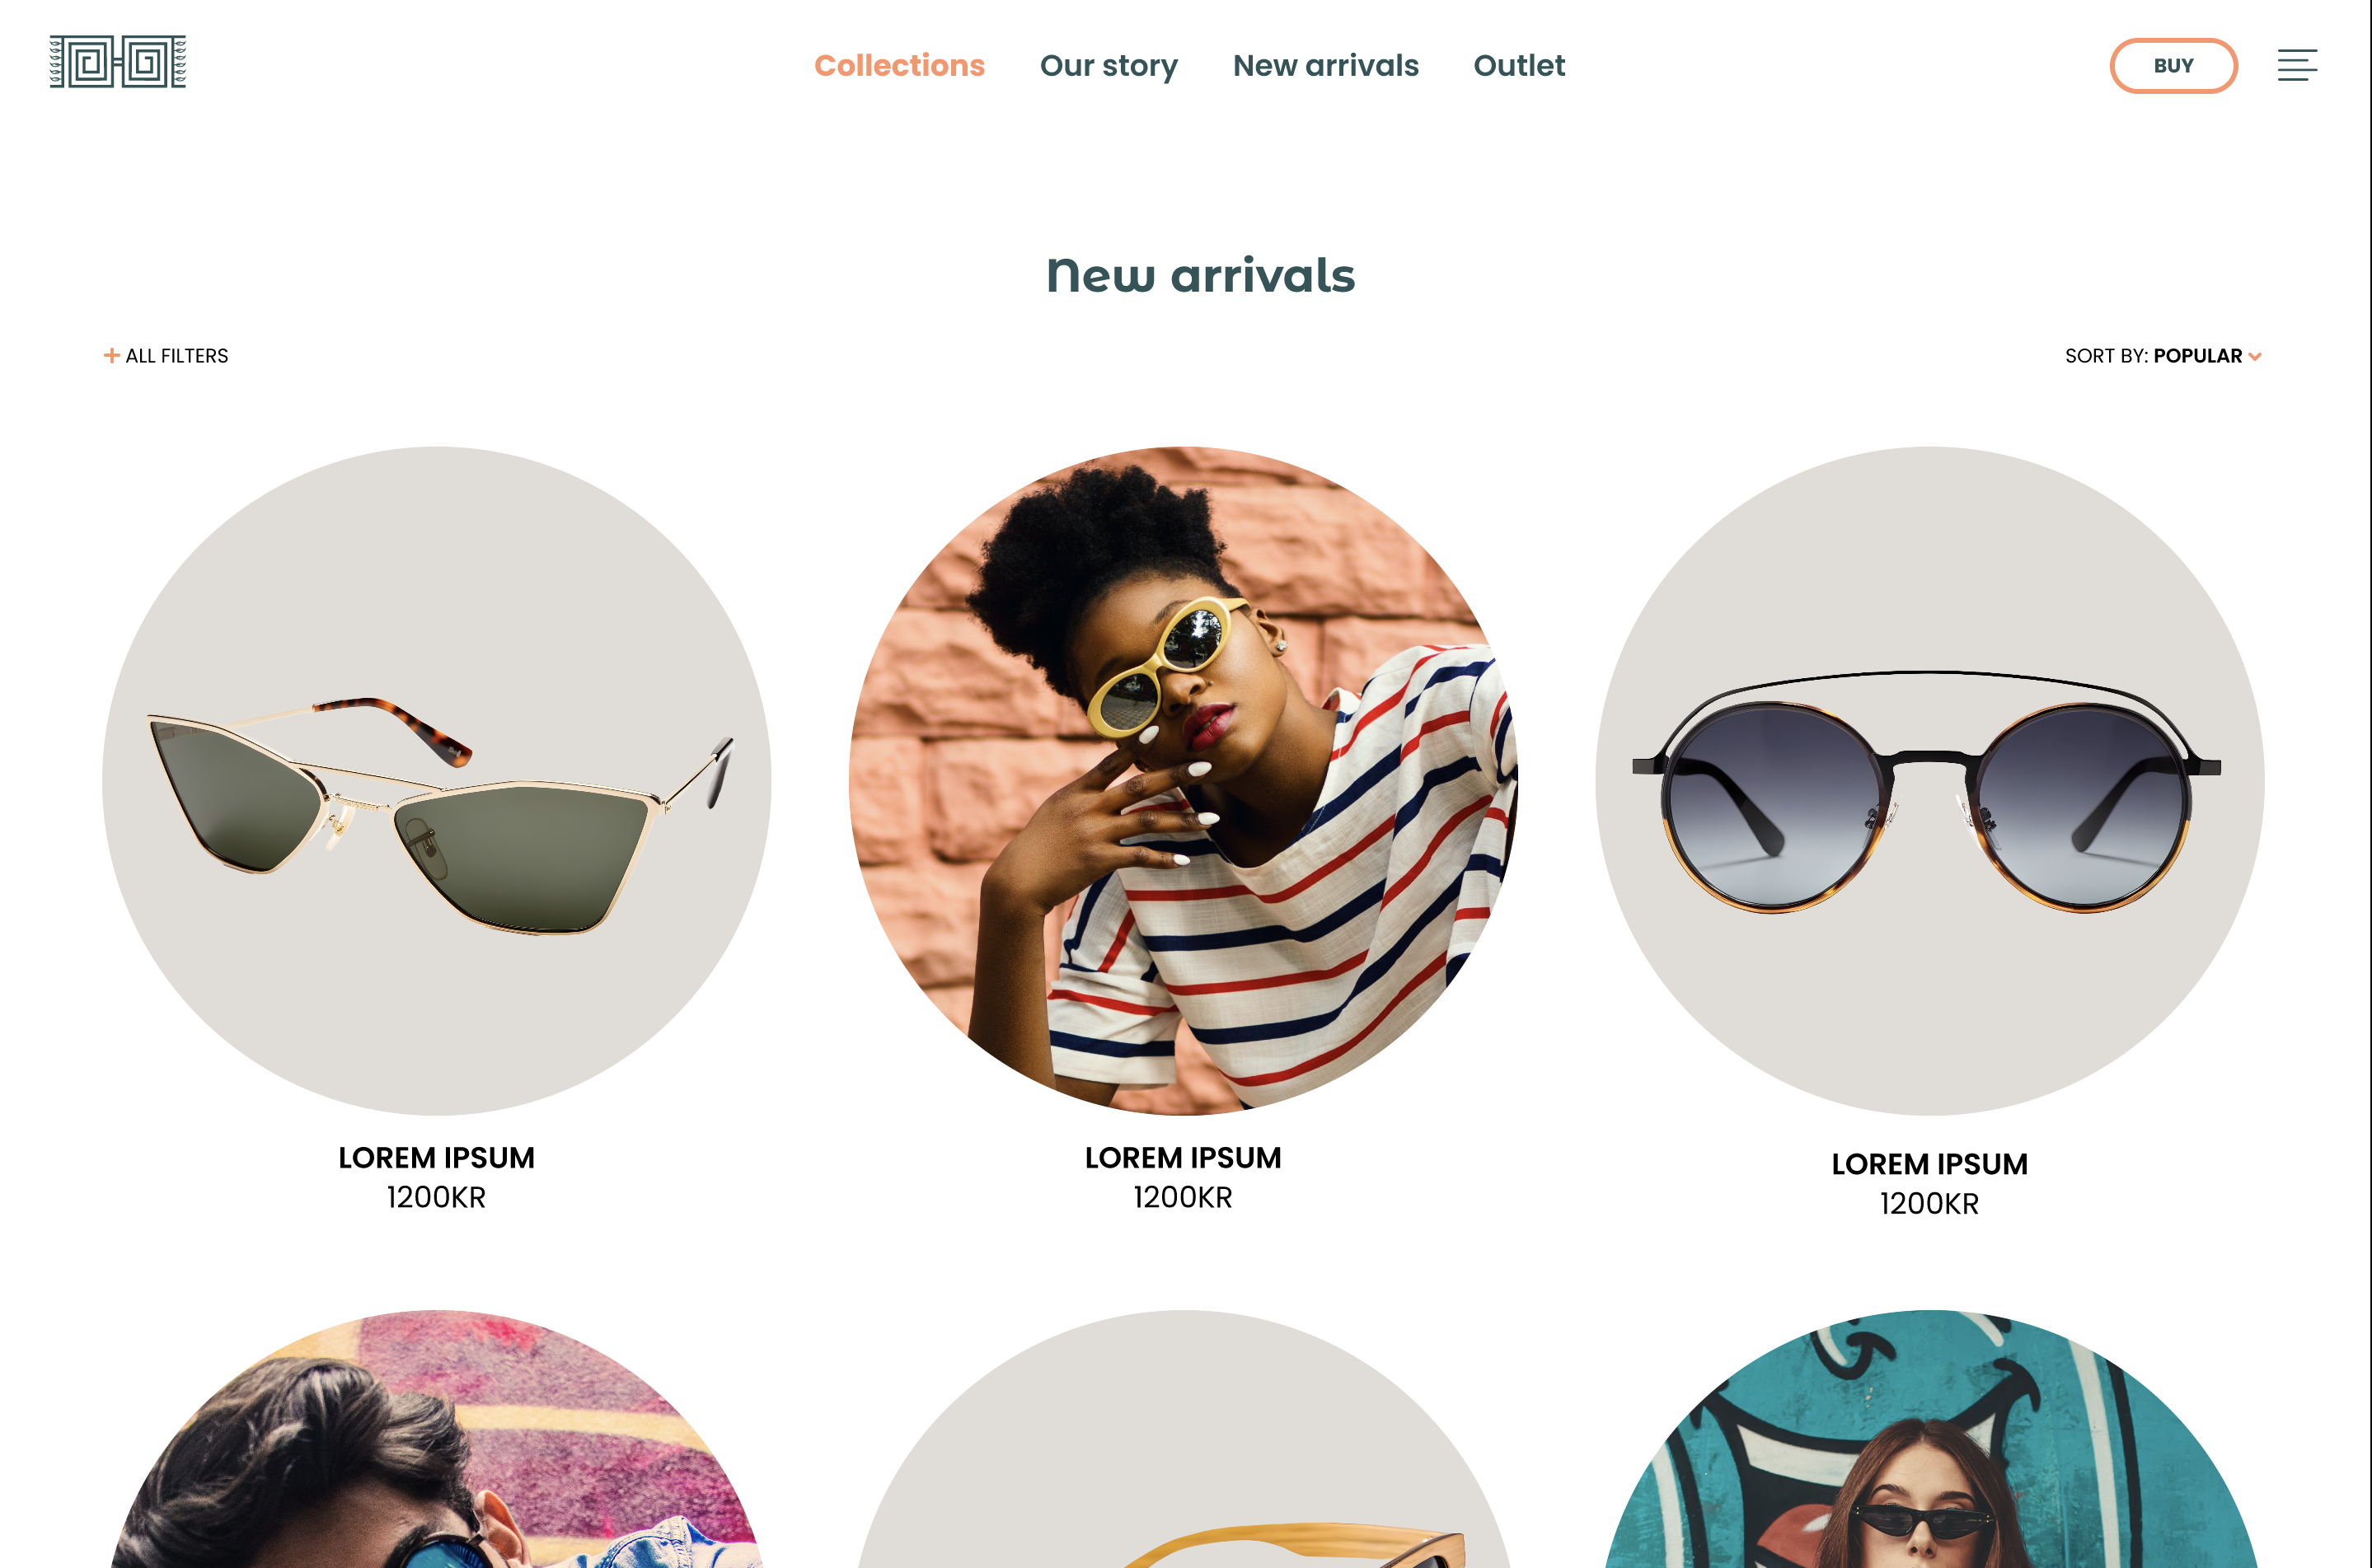 Collections Our story New arrivals Outlet BUY
New arrivals
ALL FILTERS SORT BY: POPULAR
LOREM IPSUM LOREM IPSUM LOREM IPSUM
1200KR 1200KR 1200KR